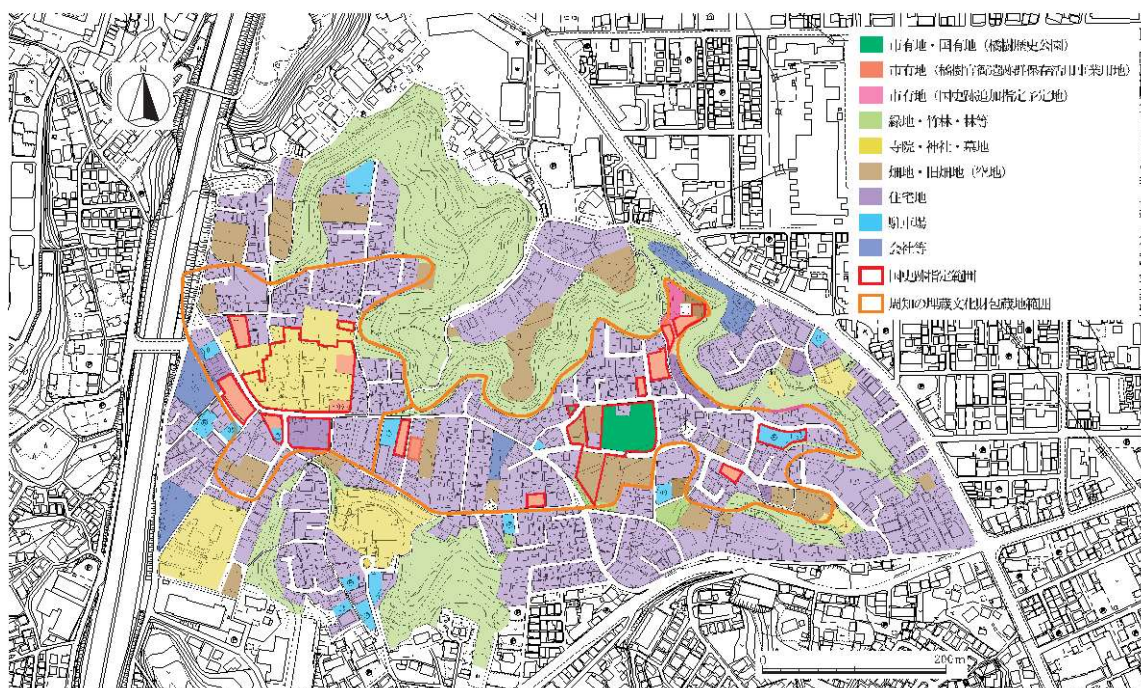 N
市有地・国有地（橘樹歴史公園）
市有地（橘樹官衙遺跡群保存活用事業用地）
市有地（国史跡追加指定予定地）
緑地・竹林・林等
寺院・神社・墓地
畑地・旧畑地（空地）
住宅地
駐車場
会社等
国史跡指定範囲
周知の埋蔵文化財包蔵地範囲
0 200m